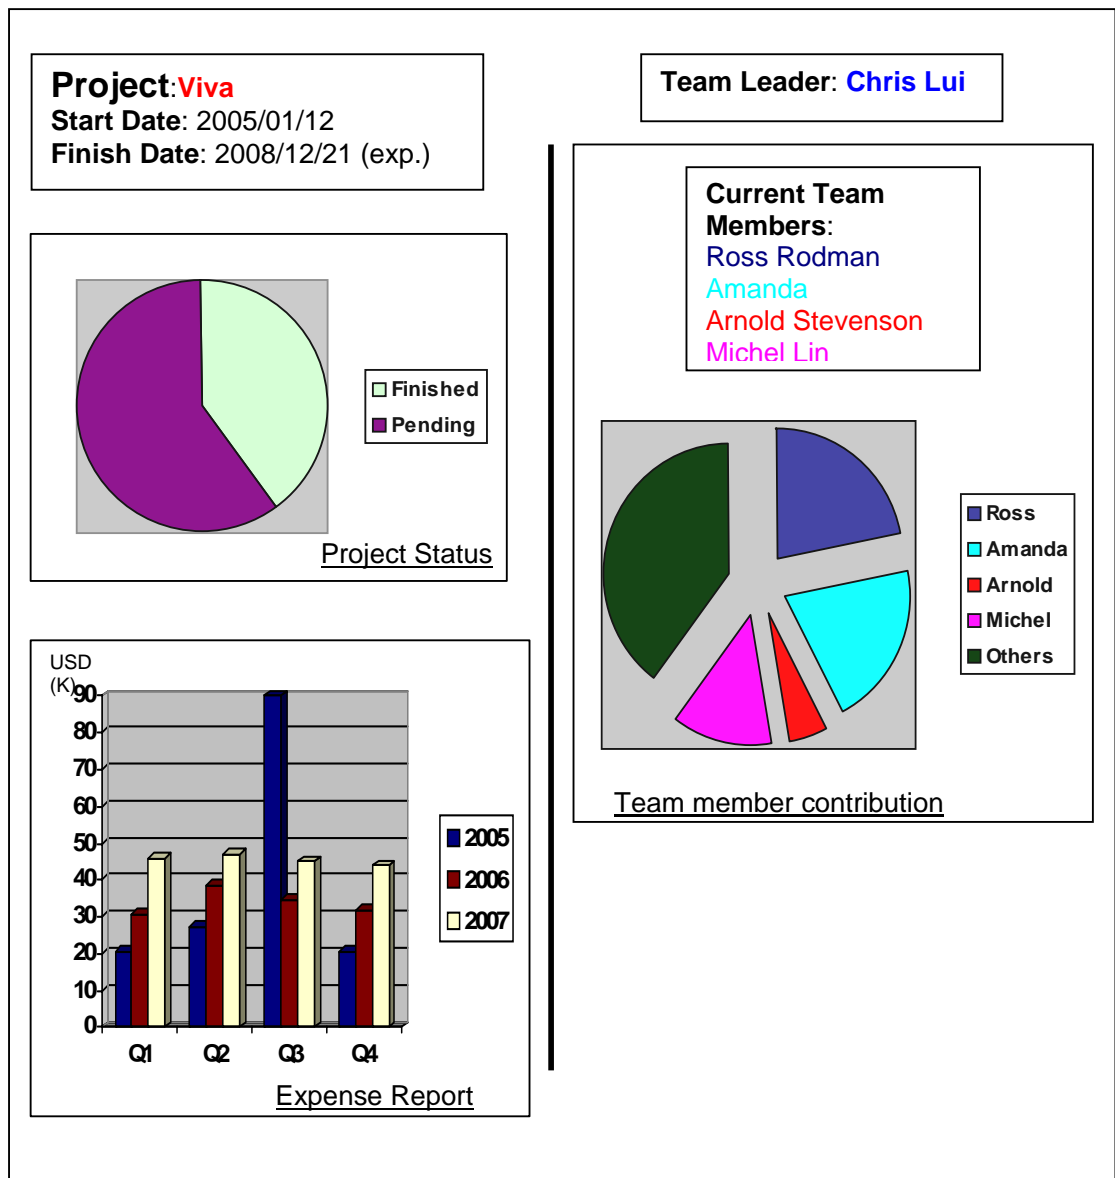 Project:Viva
Start Date: 2005/01/12
Finish Date: 2008/12/21 (exp.)
Finished
Pending
Project Status
USD
(K)
90
80
70
60
50
40
30
20
10
0
Q1 Q2 Q3 Q4
2005
2006
2007
Expense Report
Team Leader: Chris Lui
Current Team
Members:
Ross Rodman
Amanda
Arnold Stevenson
Michel Lin
Ross
Amanda
Arnold
Michel
Others
Team member contribution